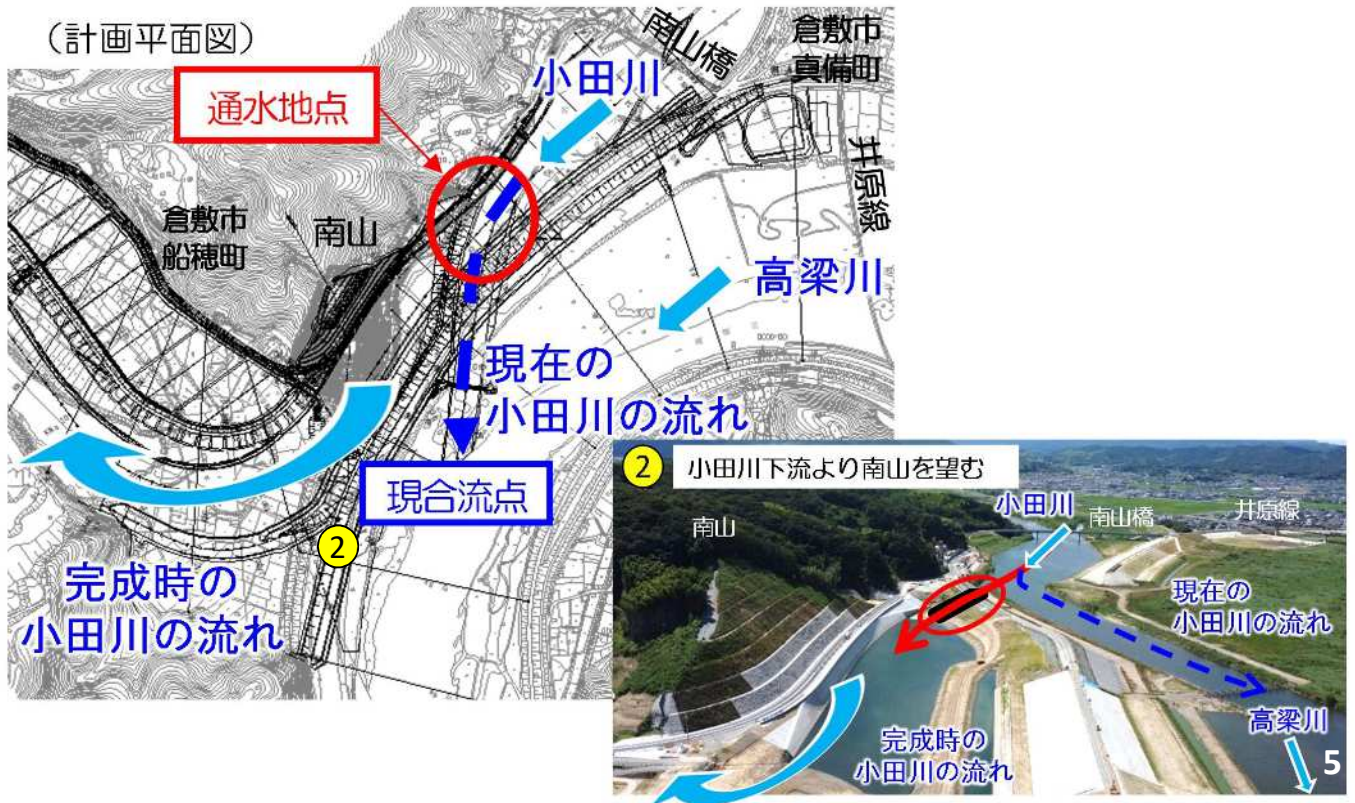 （計画平面図）
南山橋
倉敷市
真備町
小田川
通水地点
井原線
倉敷市
船穂町
南山
高梁川
現在の
小田川の流れ
現合流点
2
完成時の
小田川の流れ
2 小田川下流より南山を望む
小田川
南山
南山橋
井原線
現在の
小田川の流れ
高梁川
完成時の
小田川の流れ
5